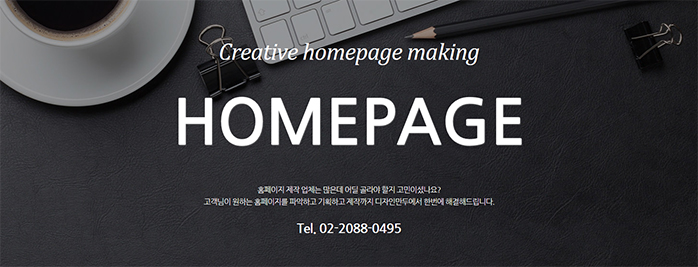 Creative homepage making
HOMEPAGE
홈페이지 제작 업체는 많은데 어딜 골라야 할지 고민이셨나요?
고객님이 원하는 홈페이지를 파악하고 기획하고 제작까지 디자인만두에서 한번에 해결해드립니다.
Tel. 02-2088-0495